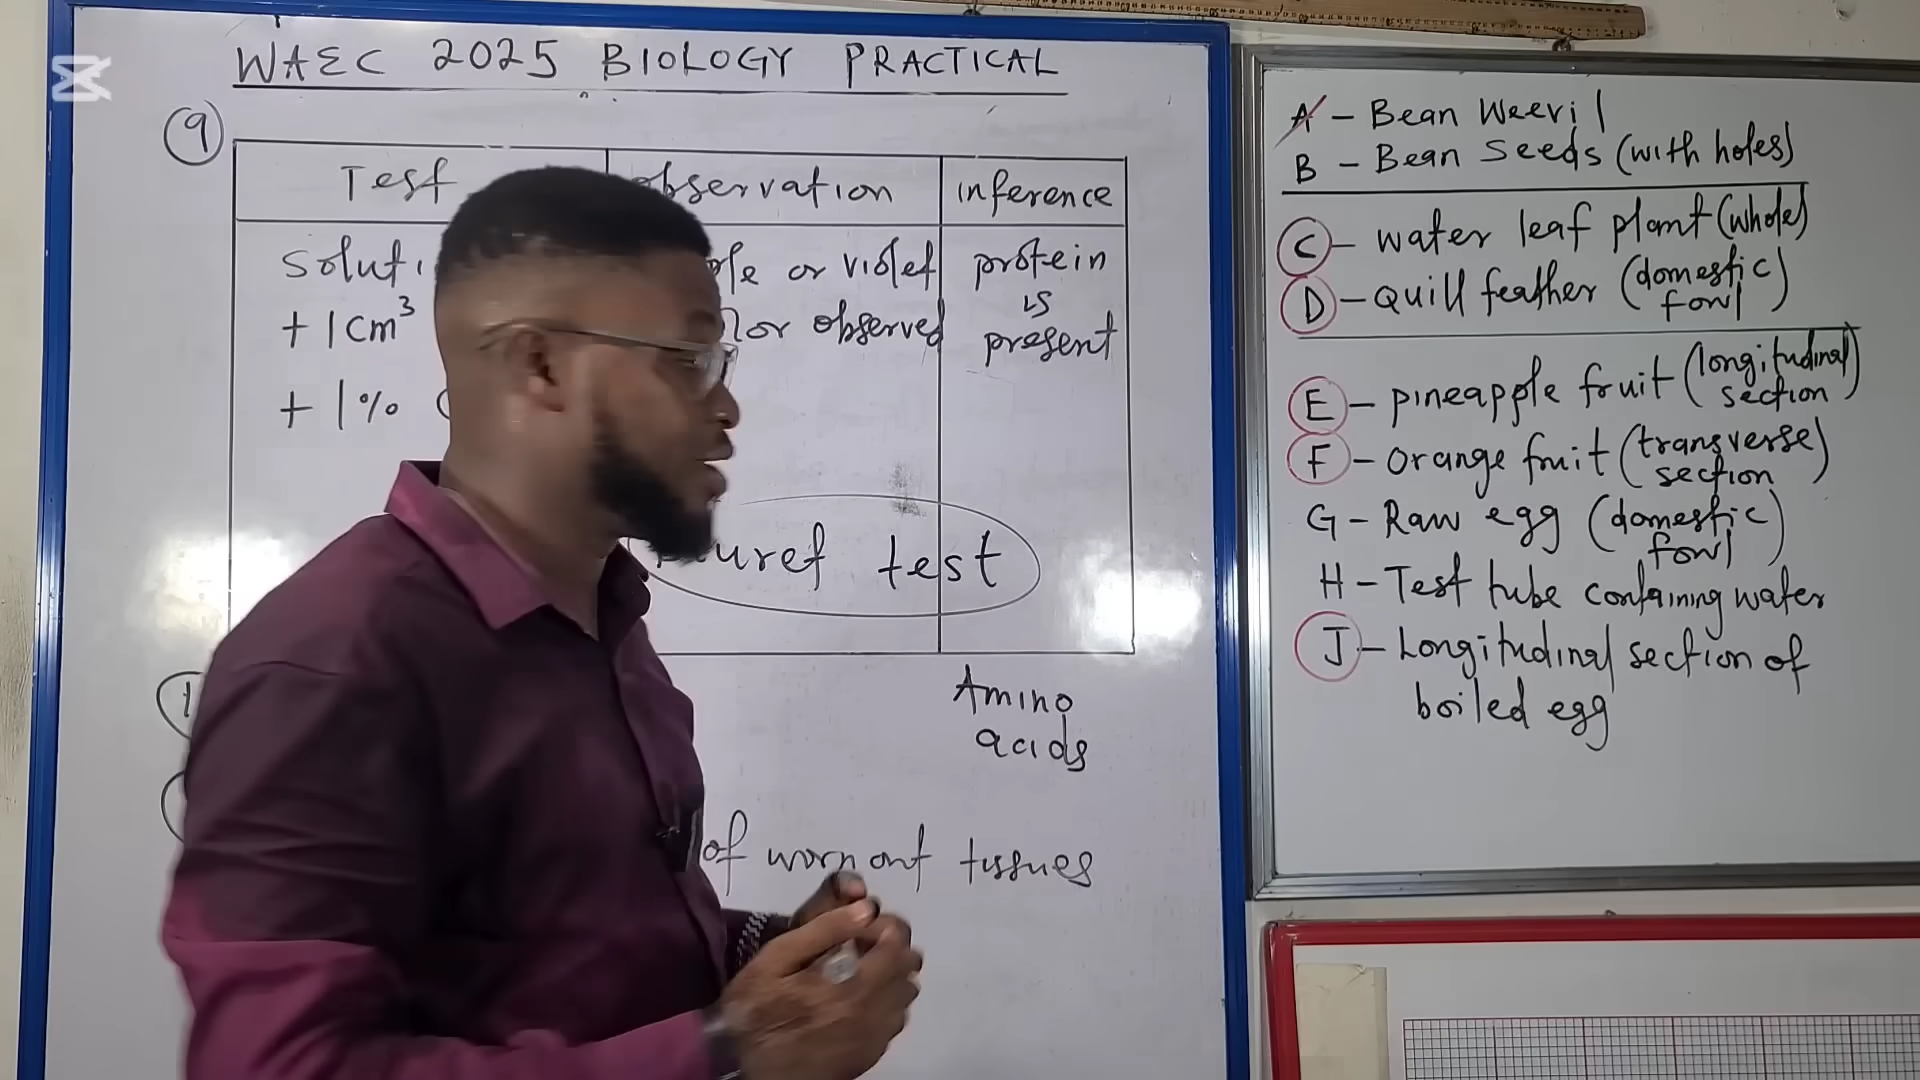 WAEC 2025 BIOLOGY PRACTICAL
9
Test observation inference
Soluti ple or violet protein
is
+ 1cm³ lor observed present
+ 1%
uret test
Amino
acids
of worn out tissues
A - Bean Weevil
B - Bean Seeds (with holes)
C - water leaf plant (whole)
D - Quill feather (domestic
fowl)
E - pineapple fruit (longitudinal
section)
F - orange fruit (transverse
section)
G - Raw egg (domestic
fowl)
H - Test tube containing water
J - Longitudinal section of
boiled egg